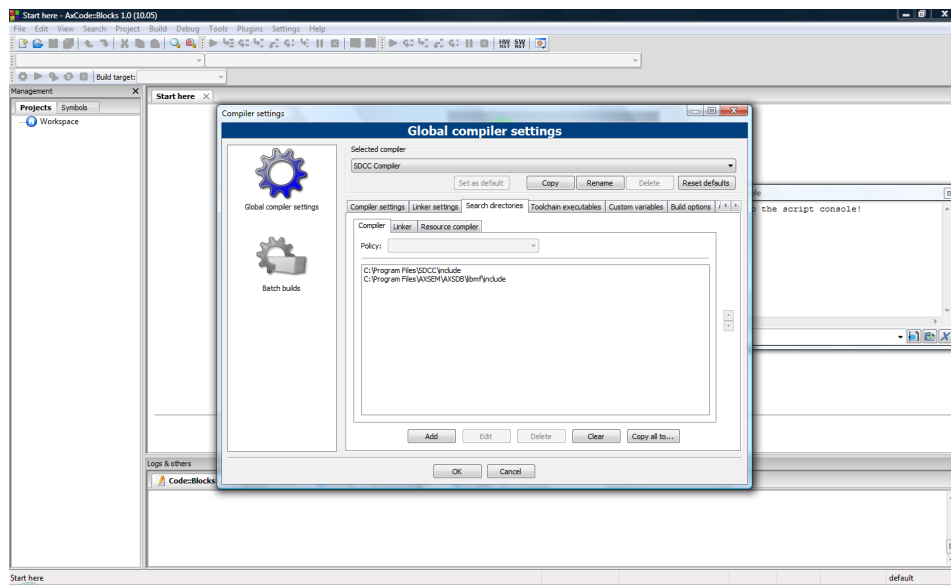 Start here - AxCode::Blocks 1.0 (10.05)
File Edit View Search Project Build Debug Tools Plugins Settings Help
HW RST SW RST
Build target:
Management X
Start here X
Projects Symbols
Workspace
Compiler settings
Global compiler settings
Selected compiler
SDCC Compiler
Set as default Copy Rename Delete Reset defaults
Global compiler settings
Compiler settings Linker settings Search directories Toolchain executables Custom variables Build options
Compiler Linker Resource compiler
Policy:
C:\Program Files\SDCC\include
C:\Program Files\AXSEM\AXSDB\libmf\include
Batch builds
the script console!
Add Edit Delete Clear Copy all to...
OK Cancel
Logs & others
Code::Blocks
Start here
default